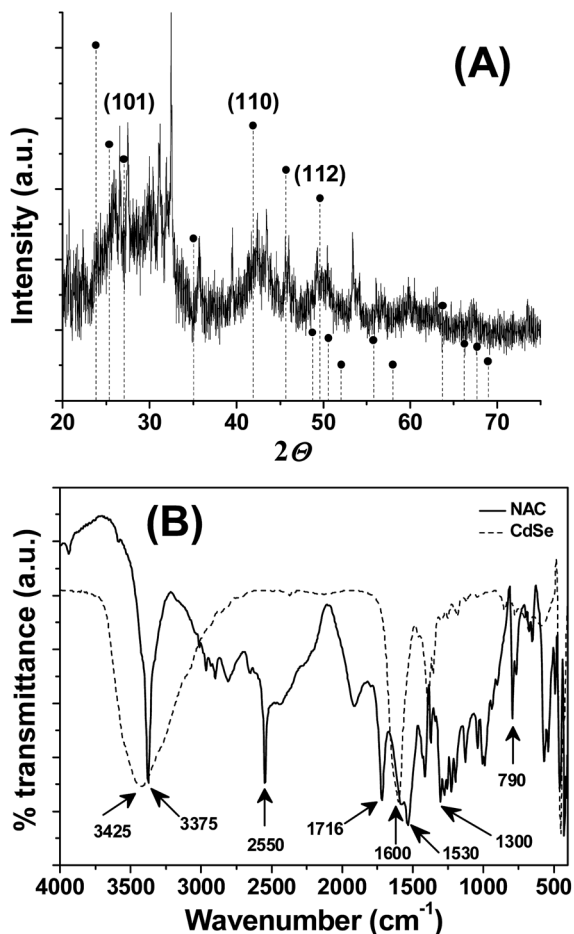 (A)
(101)
(110)
(112)
Intensity (a.u.)
20 30 40 50 60 70
2Θ
(B)
NAC
CdSe
% transmittance (a.u.)
3425
3375
2550
1716
1600
1530
1300
790
4000 3500 3000 2500 2000 1500 1000 500
Wavenumber (cm⁻¹)